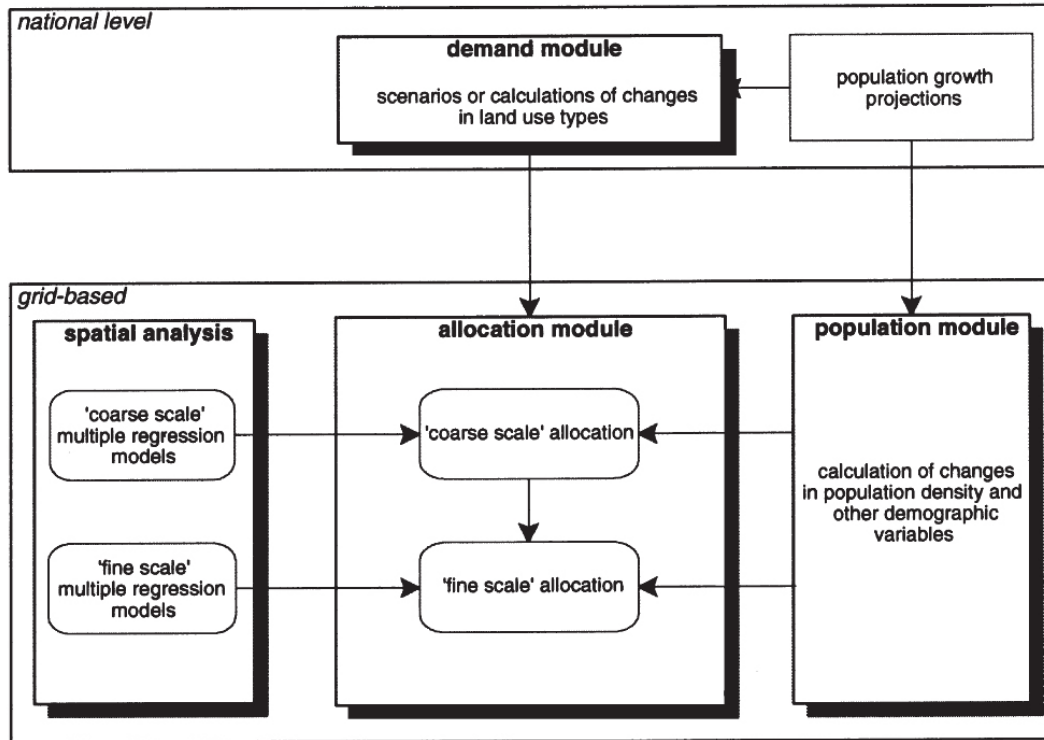 national level
demand module
scenarios or calculations of changes
in land use types
population growth
projections
grid-based
spatial analysis
'coarse scale'
multiple regression
models
'fine scale'
multiple regression
models
allocation module
'coarse scale' allocation
'fine scale' allocation
population module
calculation of changes
in population density and
other demographic
variables